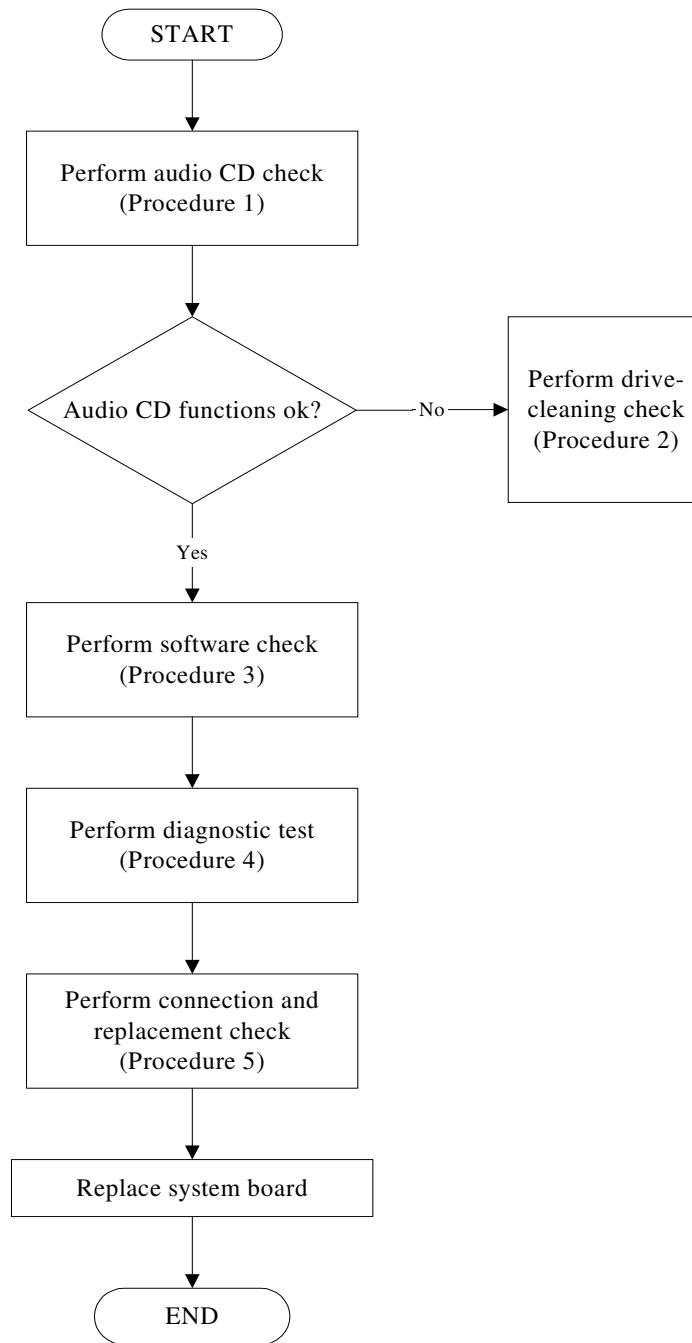 START
Perform audio CD check
(Procedure 1)
Audio CD functions ok?
No
Perform drive-
cleaning check
(Procedure 2)
Yes
Perform software check
(Procedure 3)
Perform diagnostic test
(Procedure 4)
Perform connection and
replacement check
(Procedure 5)
Replace system board
END